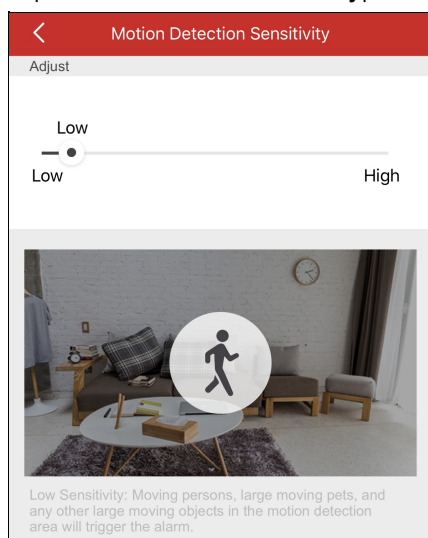 Motion Detection Sensitivity
Adjust
Low
Low High
Low Sensitivity: Moving persons, large moving pets, and
any other large moving objects in the motion detection
area will trigger the alarm.